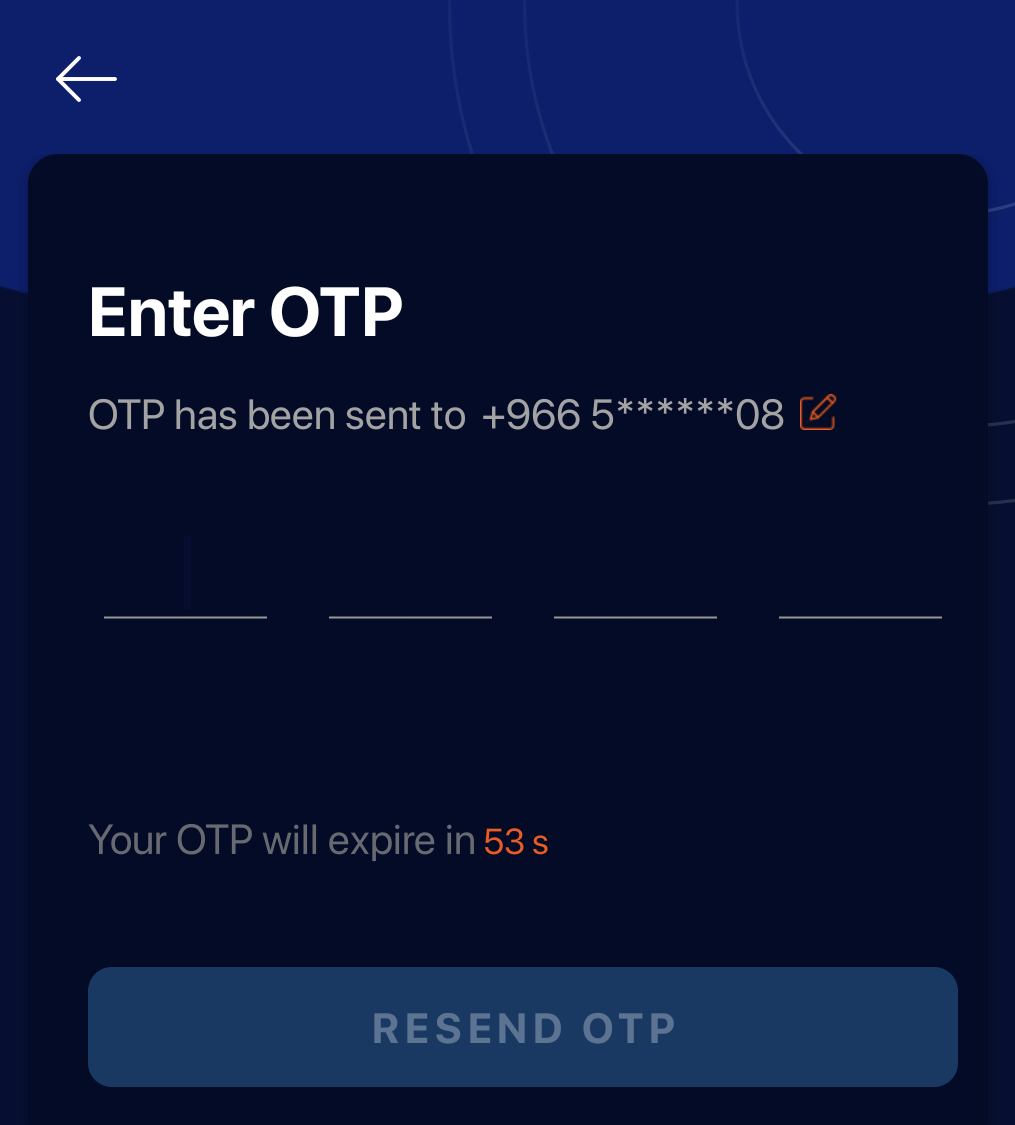 Enter OTP
OTP has been sent to +966 5******08
Your OTP will expire in 53 s
RESEND OTP